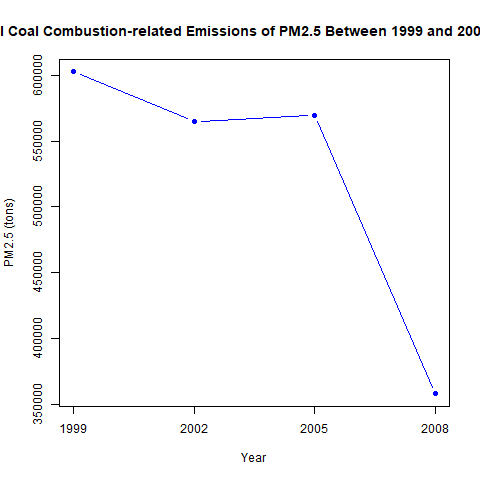 l Coal Combustion-related Emissions of PM2.5 Between 1999 and 200
600000
550000
500000
450000
400000
350000
PM2.5 (tons)
1999 2002 2005 2008
Year